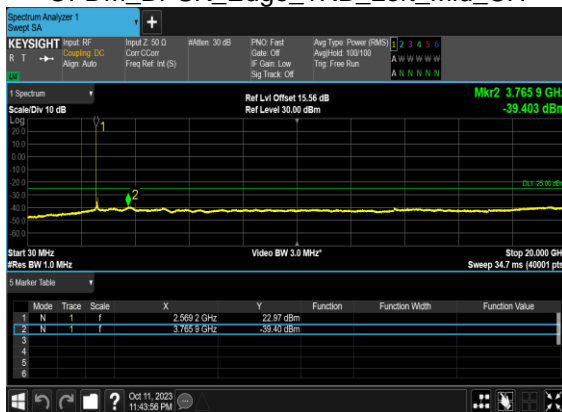 Spectrum Analyzer 1
Swept SA
+
KEYSIGHT
R T
LU
Input: RF
Coupling: DC
Align: Auto
Input Z: 50 Ω
Corr CCorr
Freq Ref: Int (S)
#Atten: 30 dB
PNO: Fast
Gate: Off
IF Gain: Low
Sig Track: Off
Avg Type: Power (RMS)
Avg|Hold: 100/100
Trig: Free Run
1 2 3 4 5 6
A W W W W W
A N N N N N
1 Spectrum
Scale/Div 10 dB
Ref Lvl Offset 15.56 dB
Ref Level 30.00 dBm
Mkr2 3.765 9 GHz
-39.403 dBm
Log
20.0
10.0
0.00
-10.0
-20.0
-30.0
-40.0
-50.0
-60.0
1
2
Start 30 MHz
#Res BW 1.0 MHz
Video BW 3.0 MHz*
Stop 20.000 GH
Sweep 34.7 ms (40001 pts
5 Marker Table
Mode Trace Scale X Y Function Function Width Function Value
1 N 1 f 2.569 2 GHz 22.97 dBm
2 N 1 f 3.765 9 GHz -39.40 dBm
3
4
5
6
?
Oct 11, 2023
11:43:56 PM